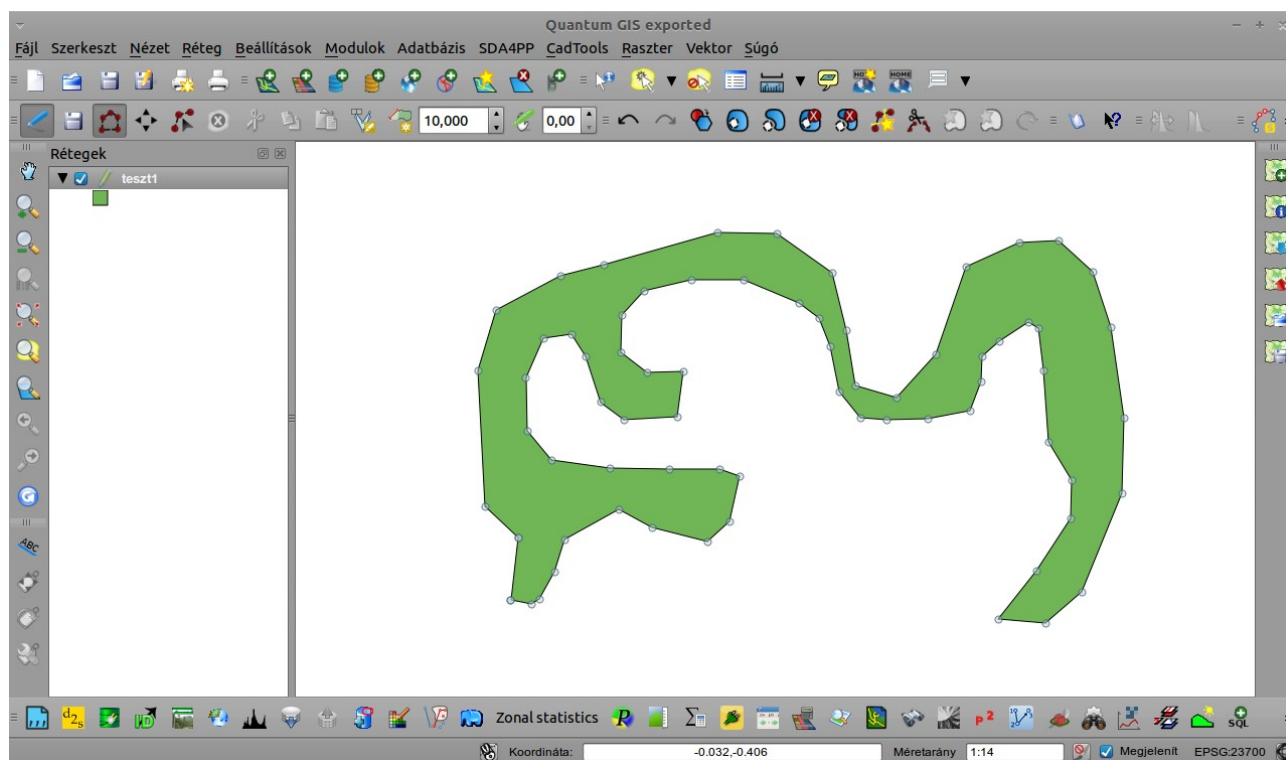 Quantum GIS exported
Fájl Szerkeszt Nézet Réteg Beállítások Modulok Adatbázis SDA4PP CadTools Raszter Vektor Súgó
10,000 0,00
Rétegek
teszt1
ABC
Zonal statistics
Koordináta: -0.032,-0.406 Méretarány 1:14 Megjelenít EPSG:23700